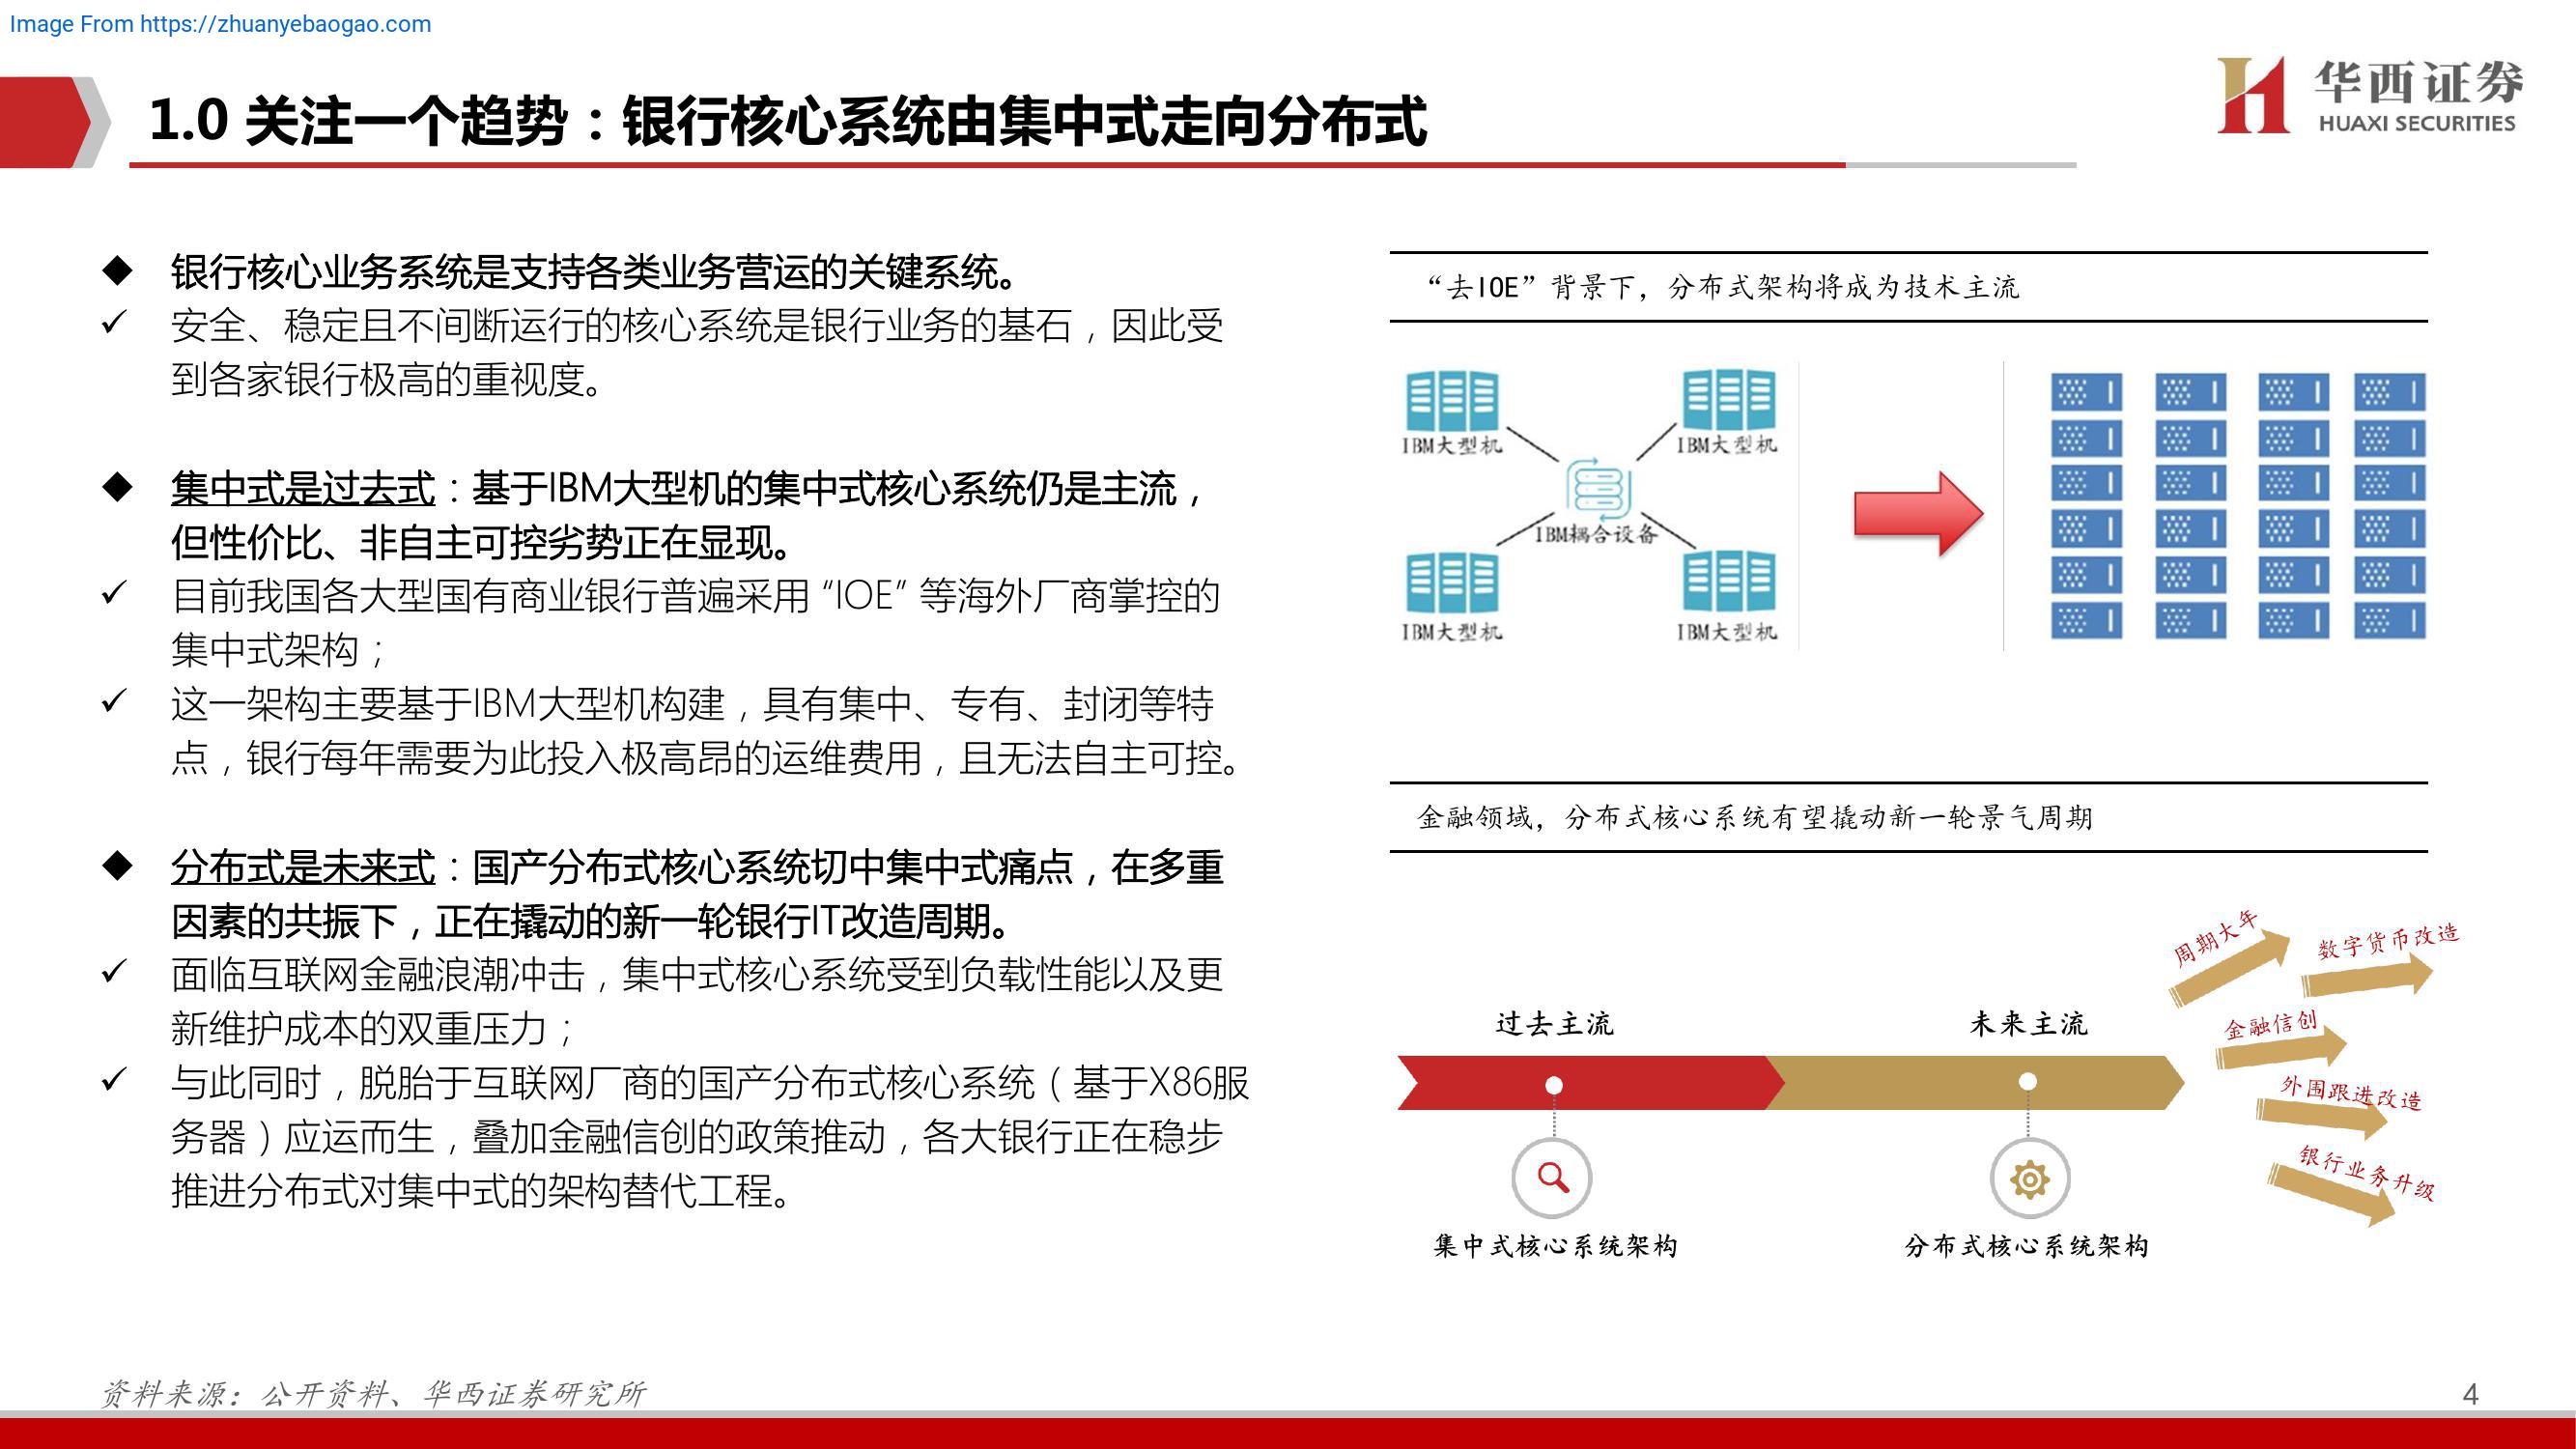 Image From https://zhuanyebaogao.com
华西证券
HUAXI SECURITIES
1.0 关注一个趋势：银行核心系统由集中式走向分布式
◆ 银行核心业务系统是支持各类业务营运的关键系统。
✓ 安全、稳定且不间断运行的核心系统是银行业务的基石，因此受
到各家银行极高的重视度。
◆ 集中式是过去式：基于IBM大型机的集中式核心系统仍是主流，
但性价比、非自主可控劣势正在显现。
✓ 目前我国各大型国有商业银行普遍采用“IOE”等海外厂商掌控的
集中式架构；
✓ 这一架构主要基于IBM大型机构建，具有集中、专有、封闭等特
点，银行每年需要为此投入极高昂的运维费用，且无法自主可控。
◆ 分布式是未来式：国产分布式核心系统切中集中式痛点，在多重
因素的共振下，正在撬动的新一轮银行IT改造周期。
✓ 面临互联网金融浪潮冲击，集中式核心系统受到负载性能以及更
新维护成本的双重压力；
✓ 与此同时，脱胎于互联网厂商的国产分布式核心系统（基于X86服
务器）应运而生，叠加金融信创的政策推动，各大银行正在稳步
推进分布式对集中式的架构替代工程。
“去IOE”背景下，分布式架构将成为技术主流
IBM大型机
IBM大型机
IBM耦合设备
IBM大型机
IBM大型机
金融领域，分布式核心系统有望撬动新一轮景气周期
周期大年
数字货币改造
金融信创
外围跟进改造
银行业务升级
过去主流
未来主流
集中式核心系统架构
分布式核心系统架构
资料来源：公开资料、华西证券研究所
4